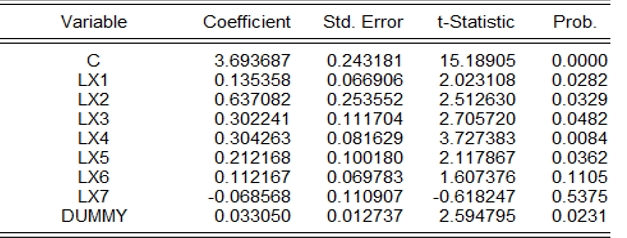 Variable Coefficient Std. Error t-Statistic Prob.
C 3.693687 0.243181 15.18905 0.0000
LX1 0.135358 0.066906 2.023108 0.0282
LX2 0.637082 0.253552 2.512630 0.0329
LX3 0.302241 0.111704 2.705720 0.0482
LX4 0.304263 0.081629 3.727383 0.0084
LX5 0.212168 0.100180 2.117867 0.0362
LX6 0.112167 0.069783 1.607376 0.1105
LX7 -0.068568 0.110907 -0.618247 0.5375
DUMMY 0.033050 0.012737 2.594795 0.0231